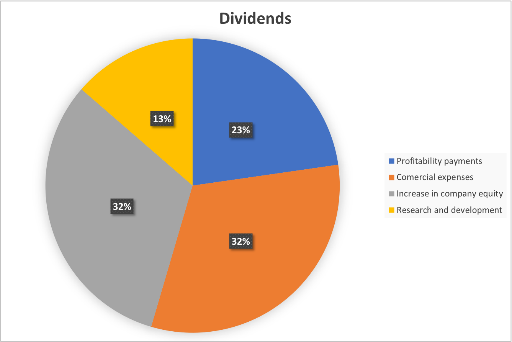 Dividends
23%
32%
32%
13%
Profitability payments
Comercial expenses
Increase in company equity
Research and development